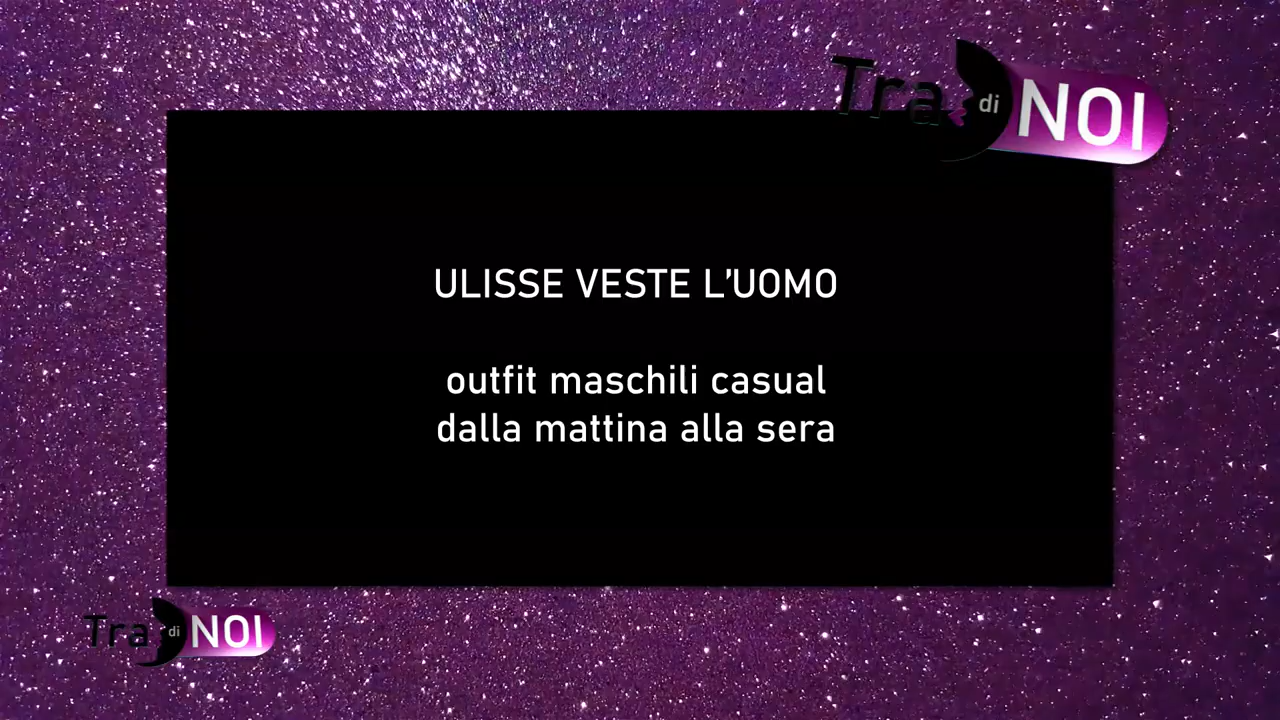 Tra di NOI
ULISSE VESTE L’UOMO
outfit maschili casual
dalla mattina alla sera
Tra di NOI